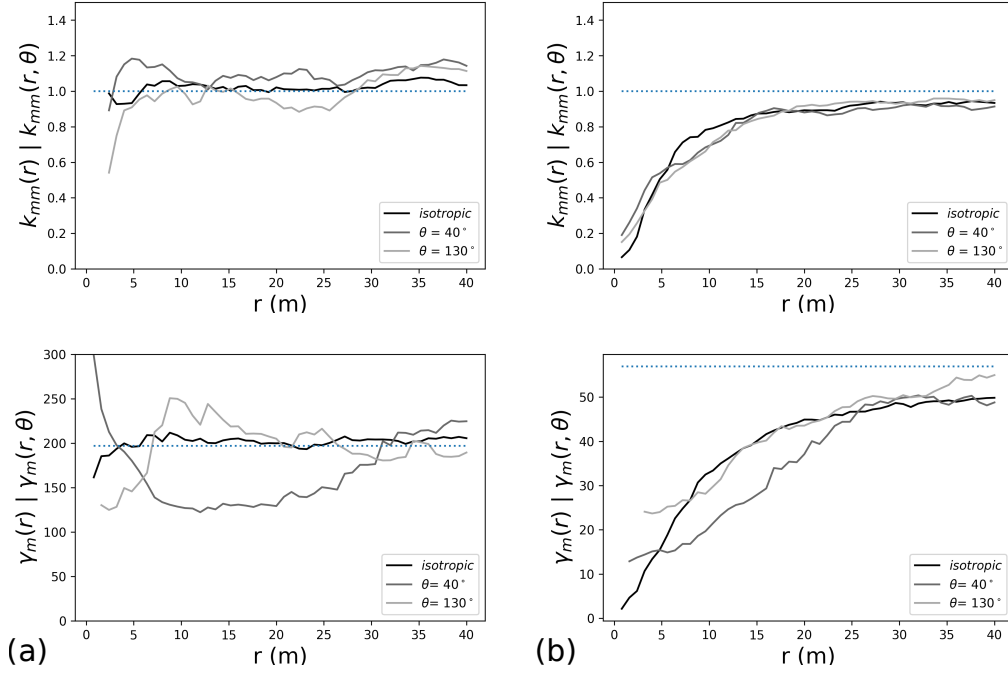 k_mm(r) | k_mm(r, θ)
1.4
1.2
1.0
0.8
0.6
0.4
0.2
0.0
0 5 10 15 20 25 30 35 40
r (m)
isotropic
θ = 40°
θ = 130°
k_mm(r) | k_mm(r, θ)
1.4
1.2
1.0
0.8
0.6
0.4
0.2
0.0
0 5 10 15 20 25 30 35 40
r (m)
isotropic
θ = 40°
θ = 130°
γ_m(r) | γ_m(r, θ)
300
250
200
150
100
50
0
0 5 10 15 20 25 30 35 40
r (m)
isotropic
θ= 40°
θ= 130°
(a)
γ_m(r) | γ_m(r, θ)
50
40
30
20
10
0
0 5 10 15 20 25 30 35 40
r (m)
isotropic
θ= 40°
θ= 130°
(b)